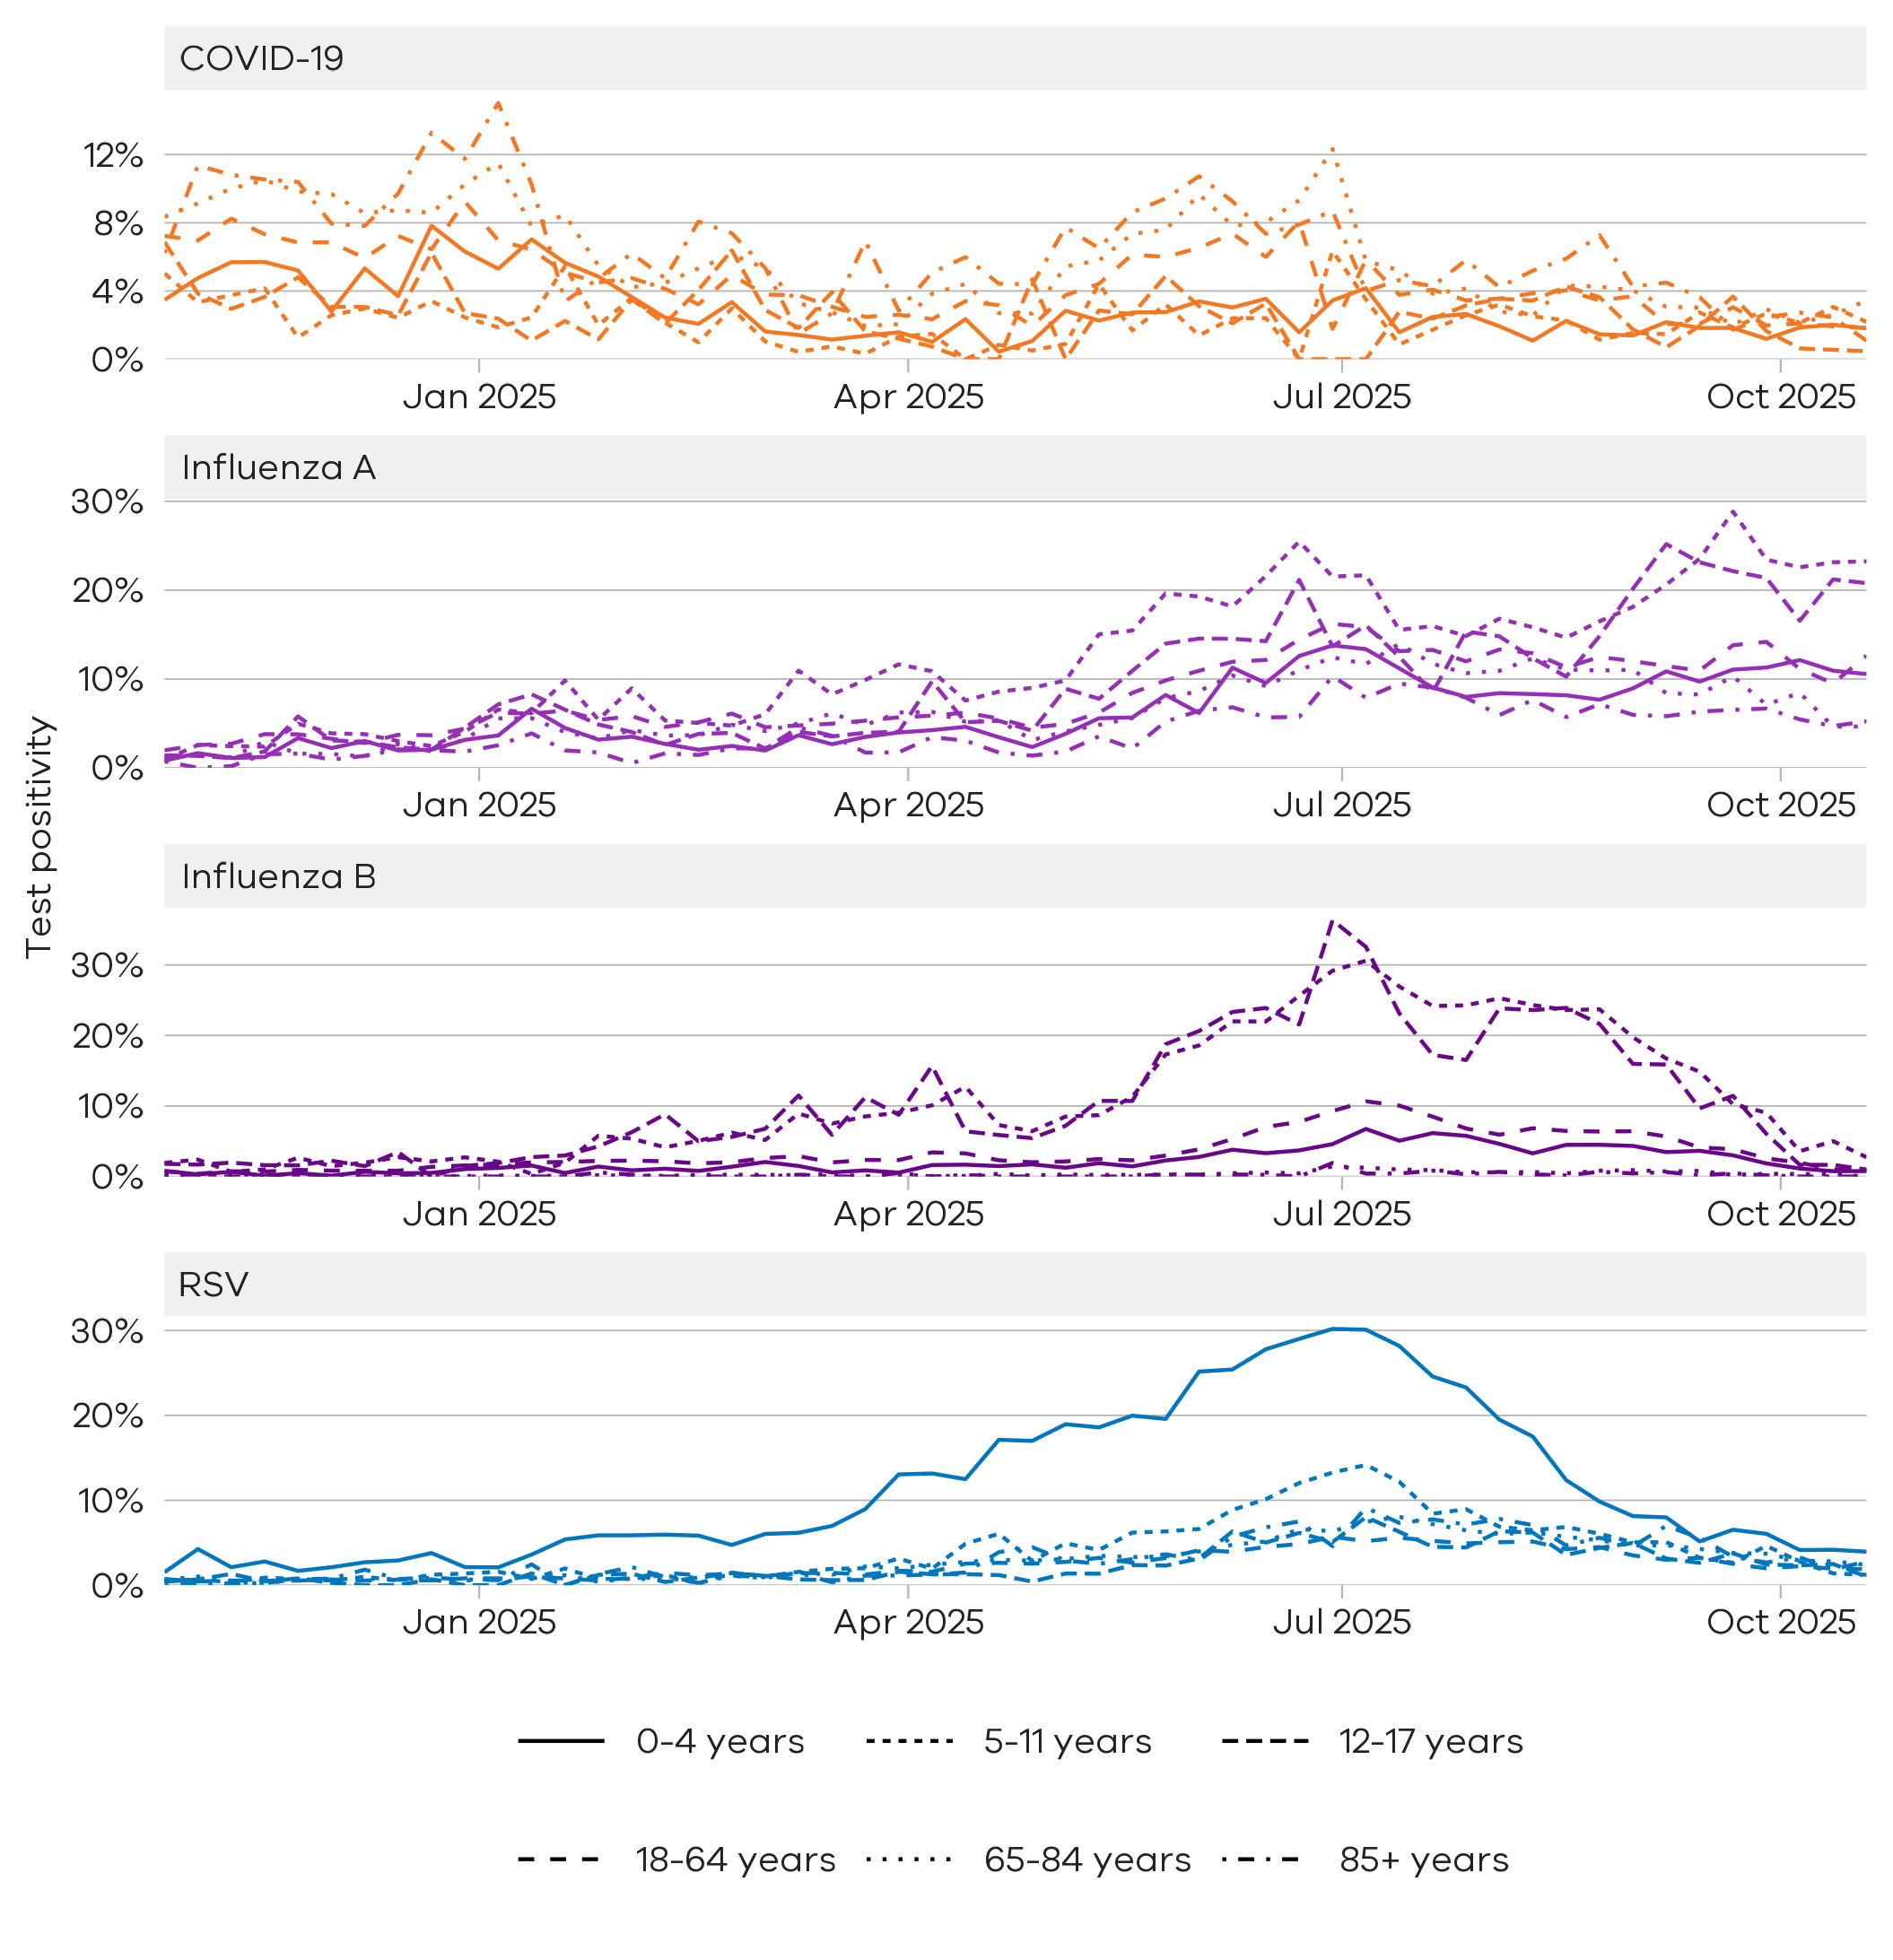 COVID-19
12%
8%
4%
0%
Jan 2025 Apr 2025 Jul 2025 Oct 2025
Influenza A
30%
20%
10%
0%
Jan 2025 Apr 2025 Jul 2025 Oct 2025
Test positivity
Influenza B
30%
20%
10%
0%
Jan 2025 Apr 2025 Jul 2025 Oct 2025
RSV
30%
20%
10%
0%
Jan 2025 Apr 2025 Jul 2025 Oct 2025
0-4 years 5-11 years 12-17 years
18-64 years 65-84 years 85+ years